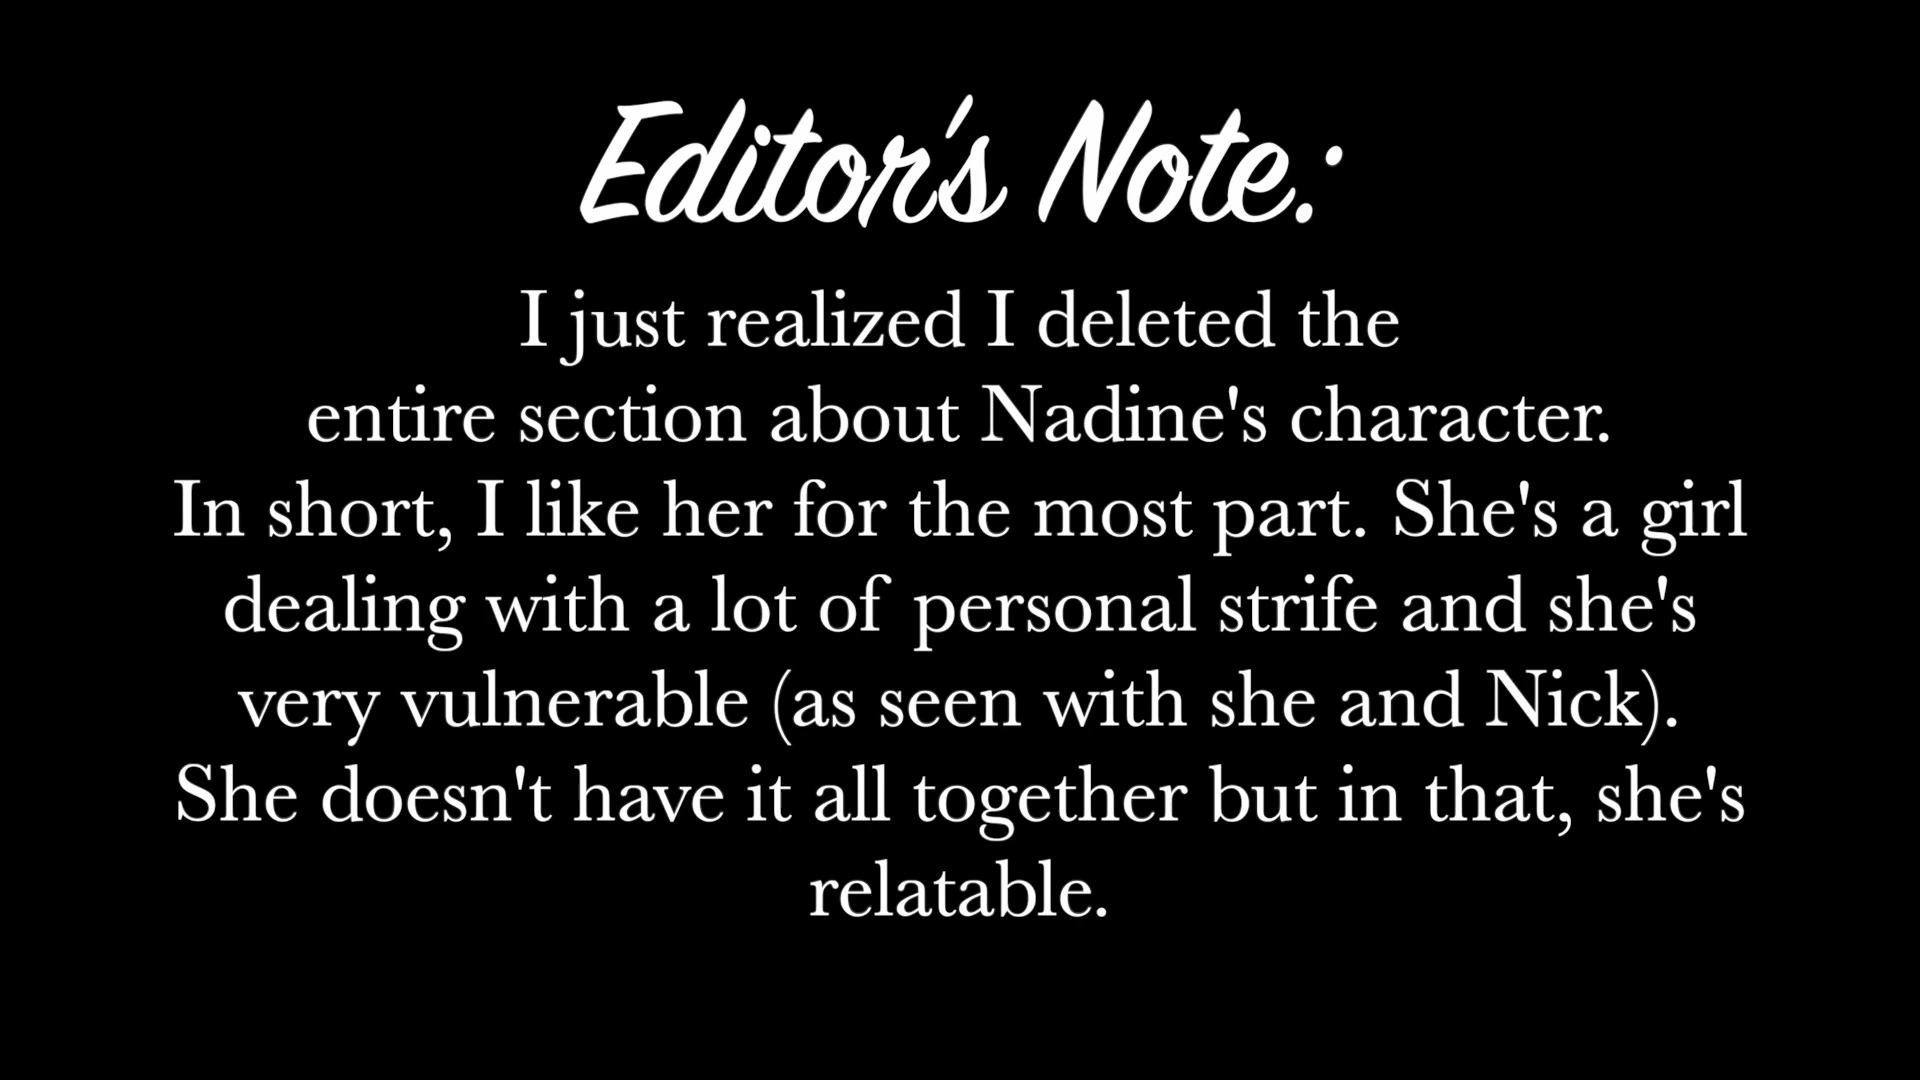 Editor's Note:
I just realized I deleted the
entire section about Nadine's character.
In short, I like her for the most part. She's a girl
dealing with a lot of personal strife and she's
very vulnerable (as seen with she and Nick).
She doesn't have it all together but in that, she's
relatable.